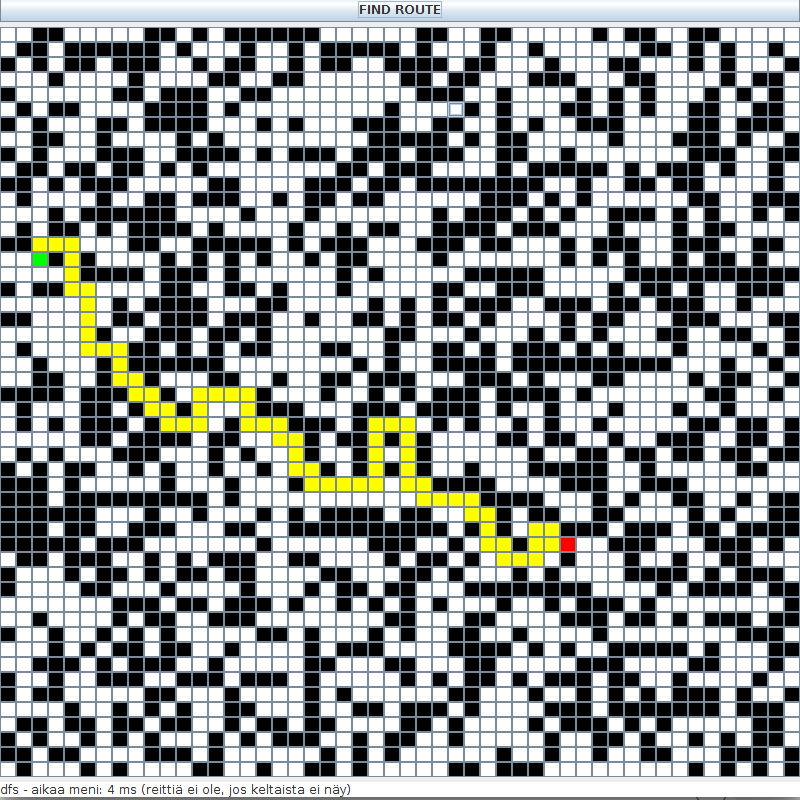 FIND ROUTE
dfs - aikaa meni: 4 ms (reittiä ei ole, jos keltaista ei näy)